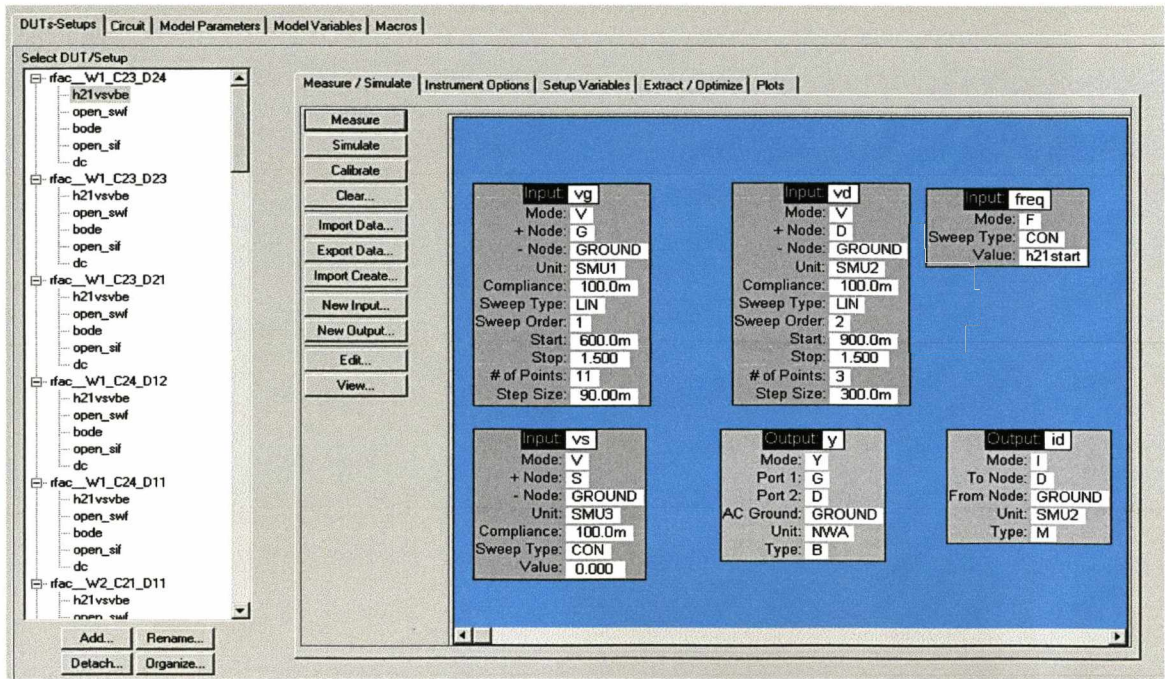 DUTs-Setups Circuit Model Parameters Model Variables Macros
Select DUT/Setup
rfac__W1_C23_D24
h21vsvbe
open_swf
bode
open_sif
dc
rfac__W1_C23_D23
h21vsvbe
open_swf
bode
open_sif
dc
rfac__W1_C23_D21
h21vsvbe
open_swf
bode
open_sif
dc
rfac__W1_C24_D12
h21vsvbe
open_swf
bode
open_sif
dc
rfac__W1_C24_D11
h21vsvbe
open_swf
bode
open_sif
dc
rfac__W2_C21_D11
h21vsvbe
open_swf
Add... Rename...
Detach... Organize...
Measure / Simulate Instrument Options Setup Variables Extract / Optimize Plots
Measure
Simulate
Calibrate
Clear...
Import Data...
Export Data...
Import Create...
New Input...
New Output...
Edit...
View...
Input: vg
Mode: V
+ Node: G
- Node: GROUND
Unit: SMU1
Compliance: 100.0m
Sweep Type: LIN
Sweep Order: 1
Start: 600.0m
Stop: 1.500
# of Points: 11
Step Size: 90.00m
Input: vd
Mode: V
+ Node: D
- Node: GROUND
Unit: SMU2
Compliance: 100.0m
Sweep Type: LIN
Sweep Order: 2
Start: 900.0m
Stop: 1.500
# of Points: 3
Step Size: 300.0m
Input: freq
Mode: F
Sweep Type: CON
Value: h21start
Input: vs
Mode: V
+ Node: S
- Node: GROUND
Unit: SMU3
Compliance: 100.0m
Sweep Type: CON
Value: 0.000
Output: y
Mode: Y
Port 1: G
Port 2: D
AC Ground: GROUND
Unit: NWA
Type: B
Output: id
Mode: I
To Node: D
From Node: GROUND
Unit: SMU2
Type: M